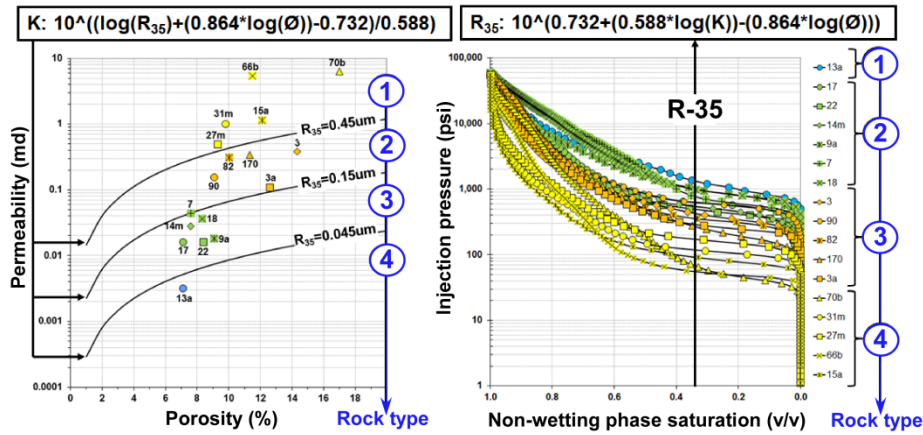 K: 10^((log(R35)+(0.864*log(Ø))-0.732)/0.588)
R35: 10^(0.732+(0.588*log(K))-(0.864*log(Ø)))
Permeability (md)
10
1
0.1
0.01
0.001
0.0001
0 2 4 6 8 10 12 14 16 18 20
Porosity (%)
Rock type
66b
70b
31m
15a
27m
R35=0.45um
3
82
170
90
3a
R35=0.15um
7
18
14m
9a
17
22
R35=0.045um
13a
1
2
3
4
Injection pressure (psi)
100,000
10,000
1,000
100
10
1
1.0 0.8 0.6 0.4 0.2 0.0
Non-wetting phase saturation (v/v)
Rock type
R-35
13a
17
22
14m
9a
7
18
3
90
82
170
3a
70b
31m
27m
66b
15a
1
2
3
4